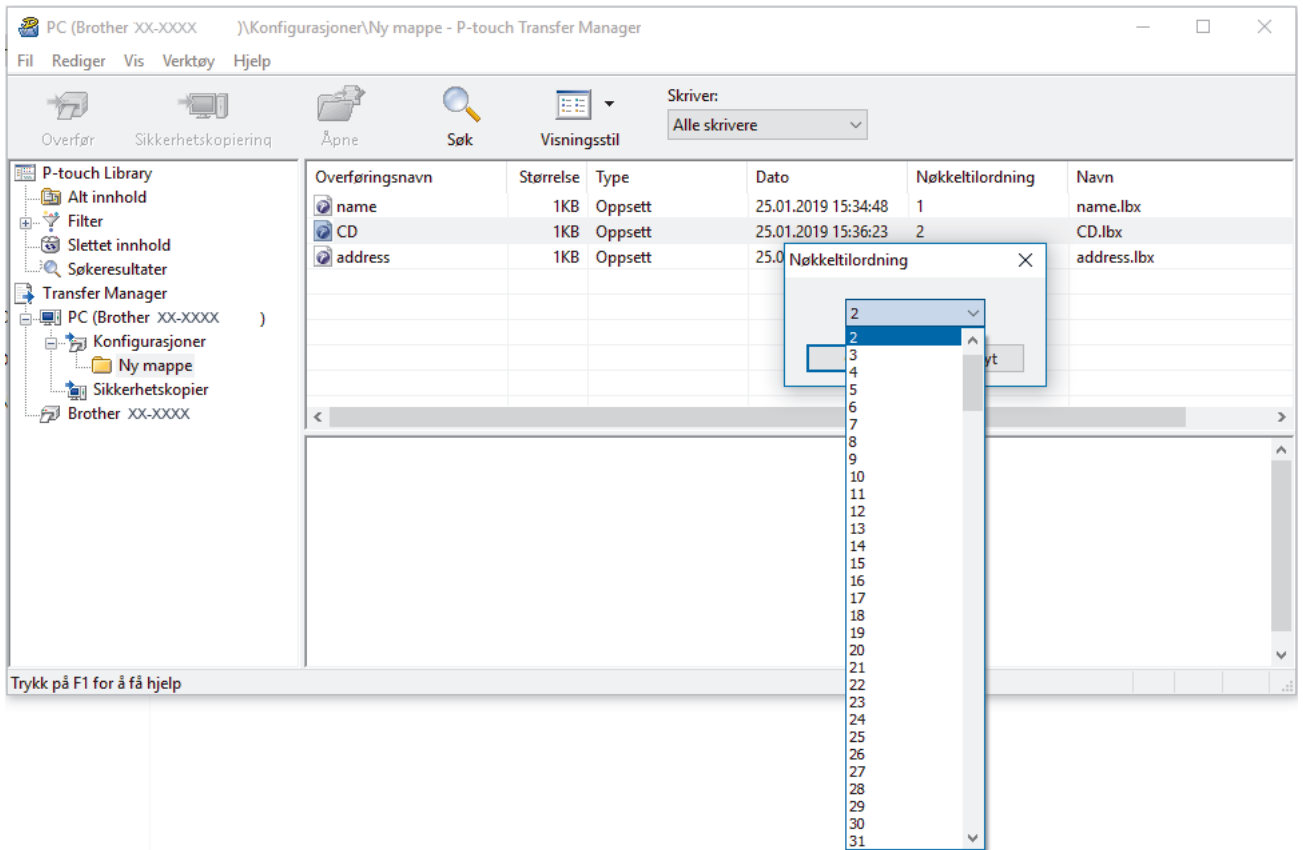 PC (Brother XX-XXXX )\Konfigurasjoner\Ny mappe - P-touch Transfer Manager
Fil Rediger Vis Verktøy Hjelp
Overfør Sikkerhetskopiering Åpne Søk Visningsstil
Skriver:
Alle skrivere
P-touch Library
Alt innhold
Filter
Slettet innhold
Søkeresultater
Transfer Manager
PC (Brother XX-XXXX )
Konfigurasjoner
Ny mappe
Sikkerhetskopier
Brother XX-XXXX
Overføringsnavn Størrelse Type Dato Nøkkeltilordning Navn
name 1KB Oppsett 25.01.2019 15:34:48 1 name.lbx
CD 1KB Oppsett 25.01.2019 15:36:23 2 CD.lbx
address 1KB Oppsett address.lbx
Nøkkeltilordning
2
2
3
4
5
6
7
8
9
10
11
12
13
14
15
16
17
18
19
20
21
22
23
24
25
26
27
28
29
30
31
Trykk på F1 for å få hjelp